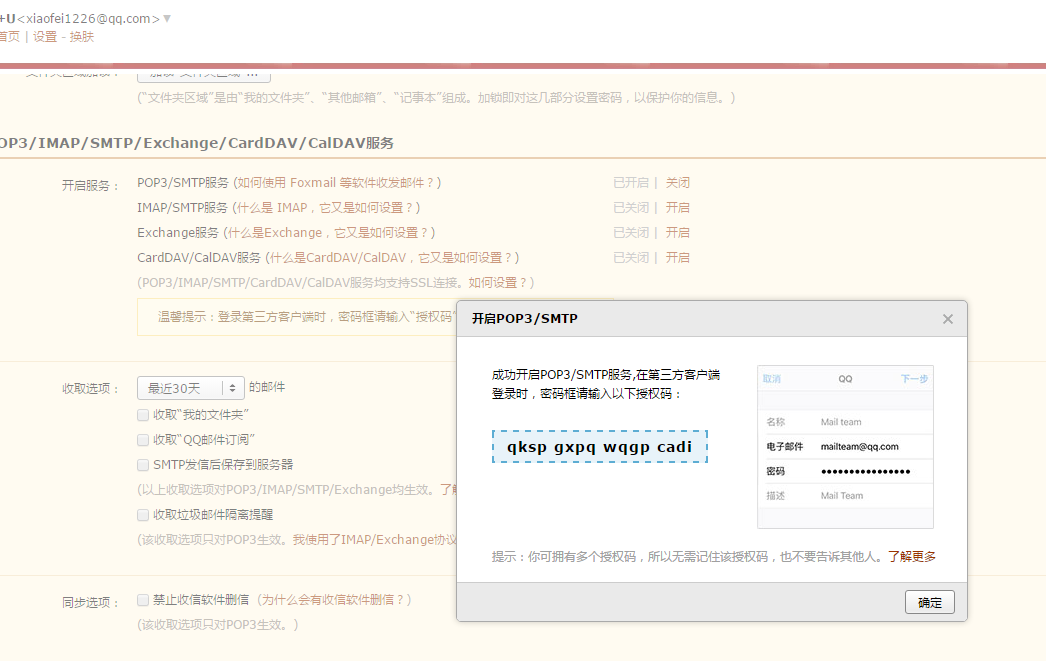 +U<xiaofei1226@qq.com>
首页 | 设置 - 换肤
("文件夹区域"是由"我的文件夹"、"其他邮箱"、"记事本"组成。加锁即对这几部分设置密码，以保护你的信息。)
OP3/IMAP/SMTP/Exchange/CardDAV/CalDAV服务
开启服务： POP3/SMTP服务 (如何使用 Foxmail 等软件收发邮件？) 已开启 | 关闭
IMAP/SMTP服务 (什么是 IMAP，它又是如何设置？) 已关闭 | 开启
Exchange服务 (什么是Exchange，它又是如何设置？) 已关闭 | 开启
CardDAV/CalDAV服务 (什么是CardDAV/CalDAV，它又是如何设置？) 已关闭 | 开启
(POP3/IMAP/SMTP/CardDAV/CalDAV服务均支持SSL连接。如何设置？)
温馨提示：登录第三方客户端时，密码框请输入"授权码"
收取选项： 最近30天 的邮件
收取"我的文件夹"
收取"QQ邮件订阅"
SMTP发信后保存到服务器
(以上收取选项对POP3/IMAP/SMTP/Exchange均生效。了解
收取垃圾邮件隔离提醒
(该收取选项只对POP3生效。我使用了IMAP/Exchange协议
同步选项： 禁止收信软件删信 (为什么会有收信软件删信？)
(该收取选项只对POP3生效。)
开启POP3/SMTP
成功开启POP3/SMTP服务,在第三方客户端
登录时，密码框请输入以下授权码：
qksp gxpq wqgp cadi
取消 QQ 下一步
名称 Mail team
电子邮件 mailteam@qq.com
密码 ●●●●●●●●●●●●●●●●
描述 Mail Team
提示：你可拥有多个授权码，所以无需记住该授权码，也不要告诉其他人。了解更多
确定